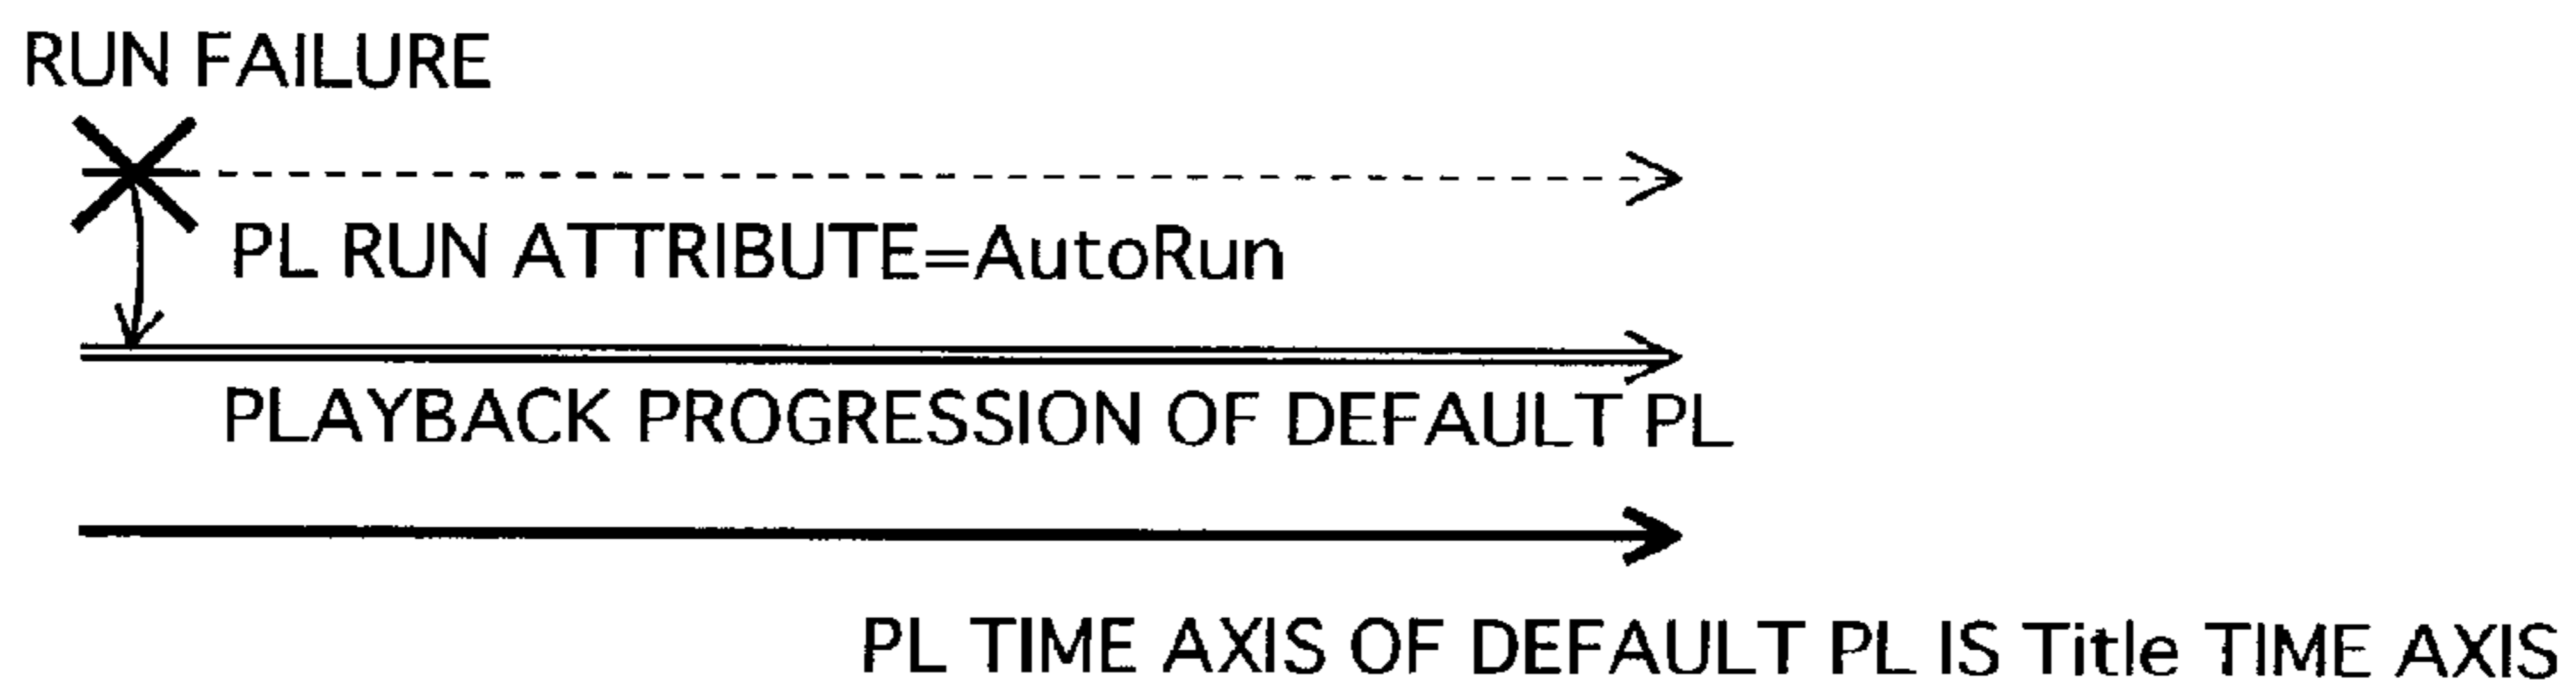 RUN FAILURE
PL RUN ATTRIBUTE=AutoRun
PLAYBACK PROGRESSION OF DEFAULT PL
PL TIME AXIS OF DEFAULT PL IS Title TIME AXIS